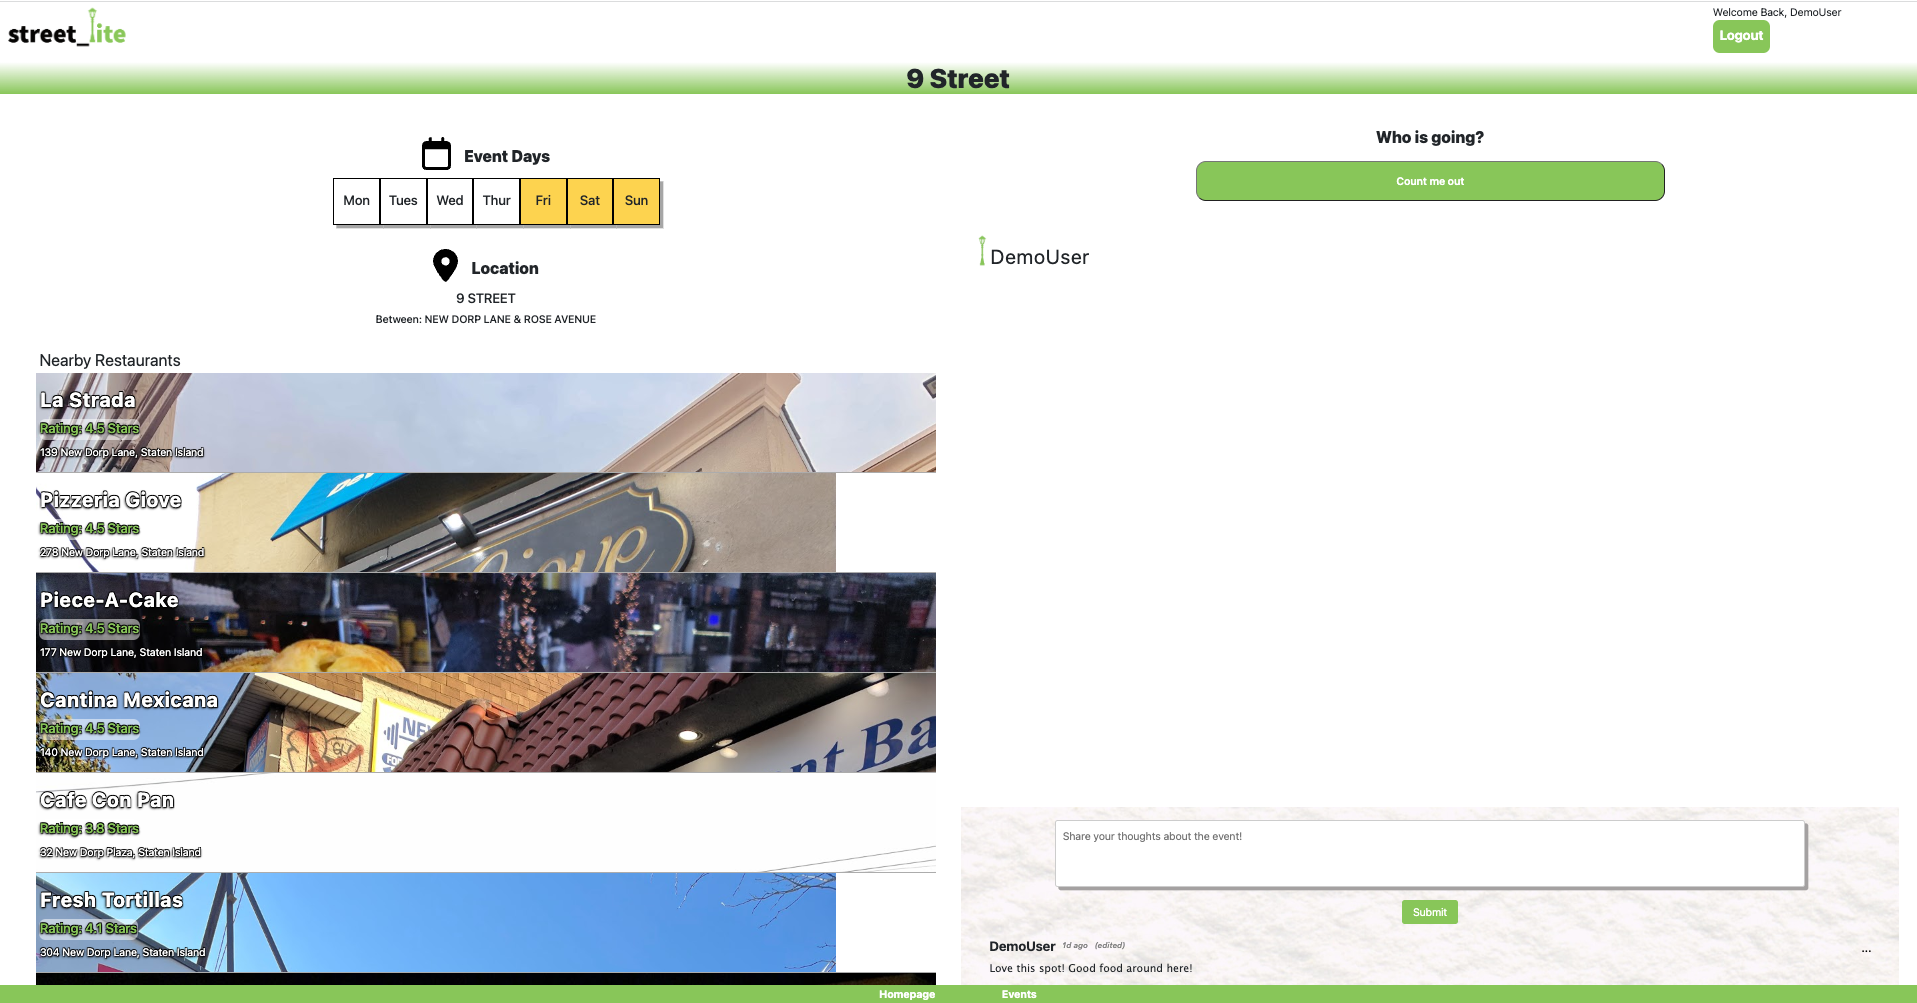 street_lite
Welcome Back, DemoUser
Logout
9 Street
Event Days
Mon Tues Wed Thur Fri Sat Sun
Location
9 STREET
Between: NEW DORP LANE & ROSE AVENUE
Who is going?
Count me out
DemoUser
Nearby Restaurants
La Strada
Rating: 4.5 Stars
139 New Dorp Lane, Staten Island
Pizzeria Giove
Rating: 4.5 Stars
278 New Dorp Lane, Staten Island
Giove
Piece-A-Cake
Rating: 4.5 Stars
177 New Dorp Lane, Staten Island
Cantina Mexicana
Rating: 4.5 Stars
140 New Dorp Lane, Staten Island
Cafe Con Pan
Rating: 3.8 Stars
32 New Dorp Plaza, Staten Island
Fresh Tortillas
Rating: 4.1 Stars
304 New Dorp Lane, Staten Island
Share your thoughts about the event!
Submit
DemoUser 1d ago (edited)
...
Love this spot! Good food around here!
Homepage Events